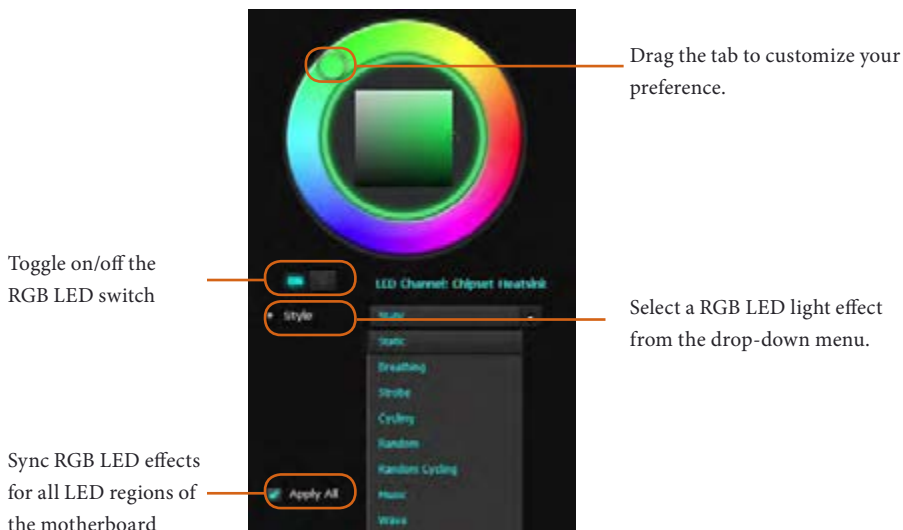 Drag the tab to customize your
preference.
Toggle on/off the
RGB LED switch
LED Channel: Chipset Heatsink
Style
Static
Select a RGB LED light effect
from the drop-down menu.
Static
Breathing
Strobe
Cycling
Random
Random Cycling
Music
Wave
Sync RGB LED effects
for all LED regions of
the motherboard
Apply All